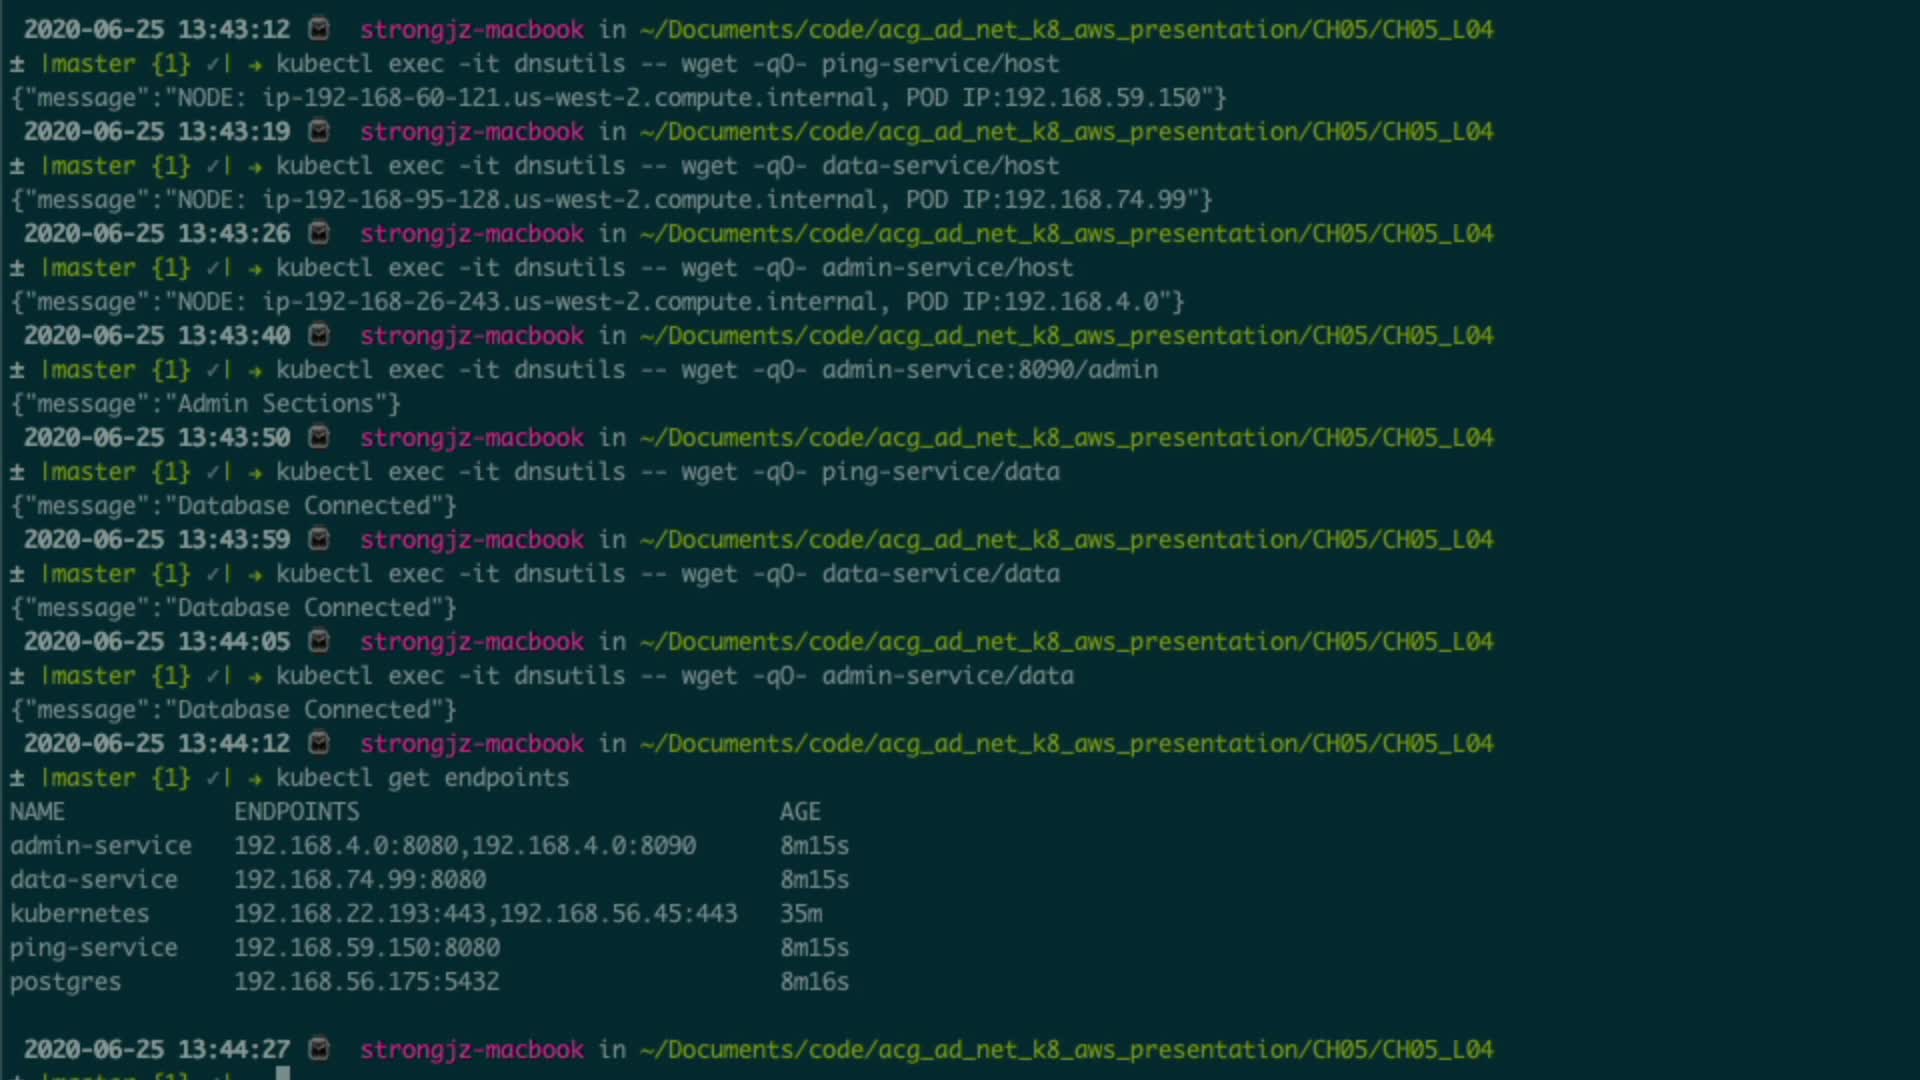 2020-06-25 13:43:12 strongjz-macbook in ~/Documents/code/acg_ad_net_k8_aws_presentation/CH05/CH05_L04
± |master {1} ✓| → kubectl exec -it dnsutils -- wget -qO- ping-service/host
{"message":"NODE: ip-192-168-60-121.us-west-2.compute.internal, POD IP:192.168.59.150"}
2020-06-25 13:43:19 strongjz-macbook in ~/Documents/code/acg_ad_net_k8_aws_presentation/CH05/CH05_L04
± |master {1} ✓| → kubectl exec -it dnsutils -- wget -qO- data-service/host
{"message":"NODE: ip-192-168-95-128.us-west-2.compute.internal, POD IP:192.168.74.99"}
2020-06-25 13:43:26 strongjz-macbook in ~/Documents/code/acg_ad_net_k8_aws_presentation/CH05/CH05_L04
± |master {1} ✓| → kubectl exec -it dnsutils -- wget -qO- admin-service/host
{"message":"NODE: ip-192-168-26-243.us-west-2.compute.internal, POD IP:192.168.4.0"}
2020-06-25 13:43:40 strongjz-macbook in ~/Documents/code/acg_ad_net_k8_aws_presentation/CH05/CH05_L04
± |master {1} ✓| → kubectl exec -it dnsutils -- wget -qO- admin-service:8090/admin
{"message":"Admin Sections"}
2020-06-25 13:43:50 strongjz-macbook in ~/Documents/code/acg_ad_net_k8_aws_presentation/CH05/CH05_L04
± |master {1} ✓| → kubectl exec -it dnsutils -- wget -qO- ping-service/data
{"message":"Database Connected"}
2020-06-25 13:43:59 strongjz-macbook in ~/Documents/code/acg_ad_net_k8_aws_presentation/CH05/CH05_L04
± |master {1} ✓| → kubectl exec -it dnsutils -- wget -qO- data-service/data
{"message":"Database Connected"}
2020-06-25 13:44:05 strongjz-macbook in ~/Documents/code/acg_ad_net_k8_aws_presentation/CH05/CH05_L04
± |master {1} ✓| → kubectl exec -it dnsutils -- wget -qO- admin-service/data
{"message":"Database Connected"}
2020-06-25 13:44:12 strongjz-macbook in ~/Documents/code/acg_ad_net_k8_aws_presentation/CH05/CH05_L04
± |master {1} ✓| → kubectl get endpoints
NAME ENDPOINTS AGE
admin-service 192.168.4.0:8080,192.168.4.0:8090 8m15s
data-service 192.168.74.99:8080 8m15s
kubernetes 192.168.22.193:443,192.168.56.45:443 35m
ping-service 192.168.59.150:8080 8m15s
postgres 192.168.56.175:5432 8m16s
2020-06-25 13:44:27 strongjz-macbook in ~/Documents/code/acg_ad_net_k8_aws_presentation/CH05/CH05_L04